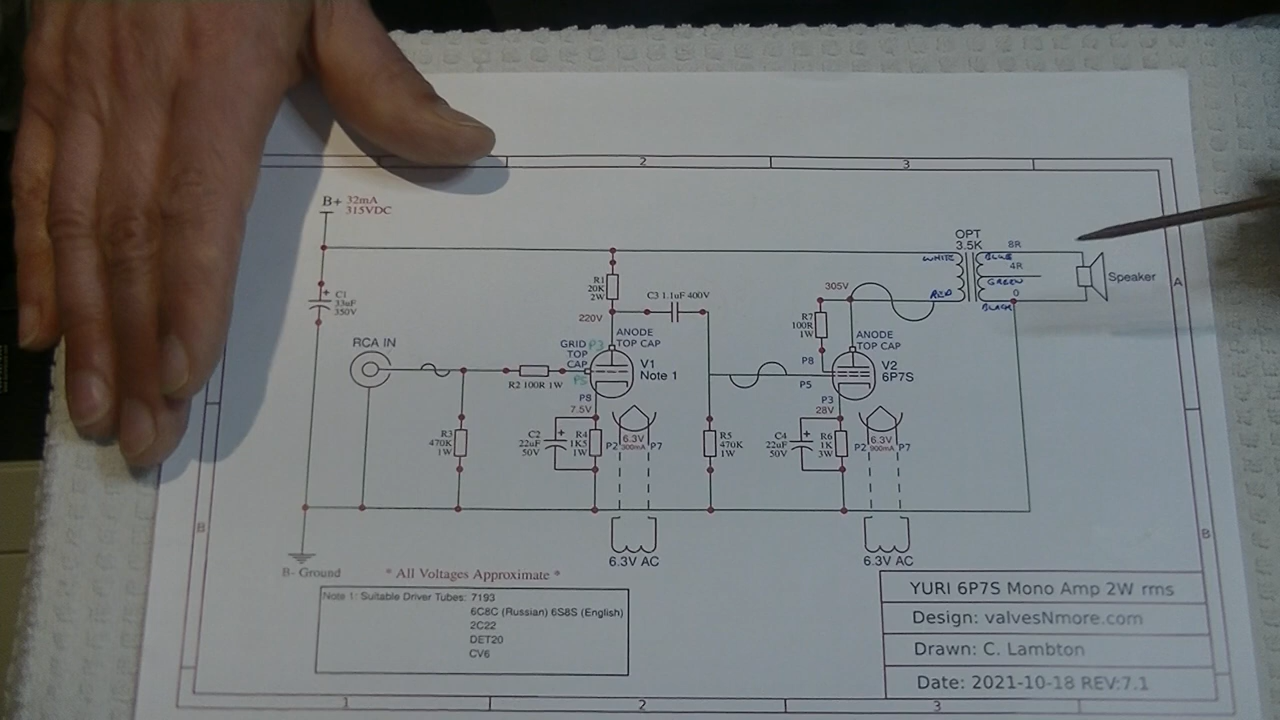 2
3
B+ 32mA
315VDC
OPT
3.5K
8R
WHITE
BLUE
4R
GREEN
Speaker
A
RED
0
BLACK
R1
20K
2W
C1
33uF
350V
C3 1.1uF 400V
305V
220V
R7
100R
1W
RCA IN
GRID P3
TOP
CAP
P5
ANODE
TOP CAP
V1
Note 1
R2 100R 1W
P8
P5
ANODE
TOP CAP
V2
6P7S
P8
7.5V
P3
28V
R3
470K
1W
C2
22uF
50V
R4
1K5
1W
P2
6.3V
300mA
P7
R5
470K
1W
C4
22uF
50V
R6
1K
3W
P2
6.3V
900mA
P7
B
B
6.3V AC
6.3V AC
B- Ground
* All Voltages Approximate *
Note 1: Suitable Driver Tubes: 7193
6C8C (Russian) 6S8S (English)
2C22
DET20
CV6
YURI 6P7S Mono Amp 2W rms
Design: valvesNmore.com
Drawn: C. Lambton
Date: 2021-10-18 REV:7.1
1
2
3